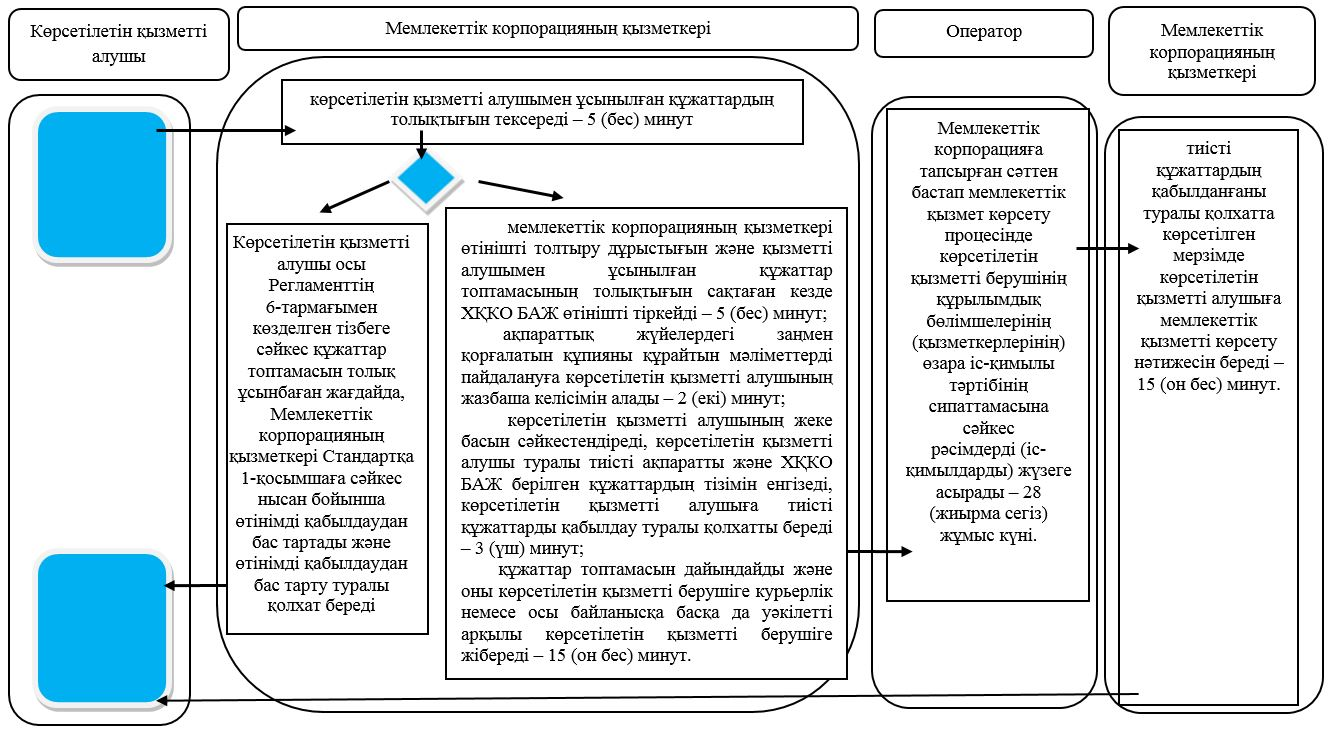 Көрсетілетін қызметті
алушы
Мемлекеттік корпорацияның қызметкері
Оператор
Мемлекеттік
корпорацияның
қызметкері
көрсетілетін қызметті алушымен ұсынылған құжаттардың
толықтығын тексереді – 5 (бес) минут
Көрсетілетін қызметті
алушы осы
Регламенттің
6-тармағымен
көзделген тізбеге
сәйкес құжаттар
топтамасын толық
ұсынбаған жағдайда,
Мемлекеттік
корпорацияның
қызметкері Стандартқа
1-қосымшаға сәйкес
нысан бойынша
өтінімді қабылдаудан
бас тартады және
өтінімді қабылдаудан
бас тарту туралы
қолхат береді
мемлекеттік корпорацияның қызметкері
өтінішті толтыру дұрыстығын және қызметті
алушымен ұсынылған құжаттар
топтамасының толықтығын сақтаған кезде
ХҚКО БАЖ өтінішті тіркейді – 5 (бес) минут;
ақпараттық жүйелердегі заңмен
қорғалатын құпияны құрайтын мәліметтерді
пайдалануға көрсетілетін қызметті алушының
жазбаша келісімін алады – 2 (екі) минут;
көрсетілетін қызметті алушының жеке
басын сәйкестендіреді, көрсетілетін қызметті
алушы туралы тиісті ақпаратты және ХҚКО
БАЖ берілген құжаттардың тізімін енгізеді,
көрсетілетін қызметті алушыға тиісті
құжаттарды қабылдау туралы қолхатты береді
– 3 (үш) минут;
құжаттар топтамасын дайындайды және
оны көрсетілетін қызметті берушіге курьерлік
немесе осы байланысқа басқа да уәкілетті
арқылы көрсетілетін қызметті берушіге
жібереді – 15 (он бес) минут.
Мемлекеттік
корпорацияға
тапсырған сәттен
бастап мемлекеттік
қызмет көрсету
процесінде
көрсетілетін
қызметті берушінің
құрылымдық
бөлімшелерінің
(қызметкерлерінің)
өзара іс-қимылы
тәртібінің
сипаттамасына
сәйкес
рәсімдерді (іс-
қимылдарды) жүзеге
асырады – 28
(жиырма сегіз)
жұмыс күні.
тиісті
құжаттардың
қабылданғаны
туралы қолхатта
көрсетілген
мерзімде
көрсетілетін
қызметті алушыға
мемлекеттік
қызметті көрсету
нәтижесін береді –
15 (он бес) минут.